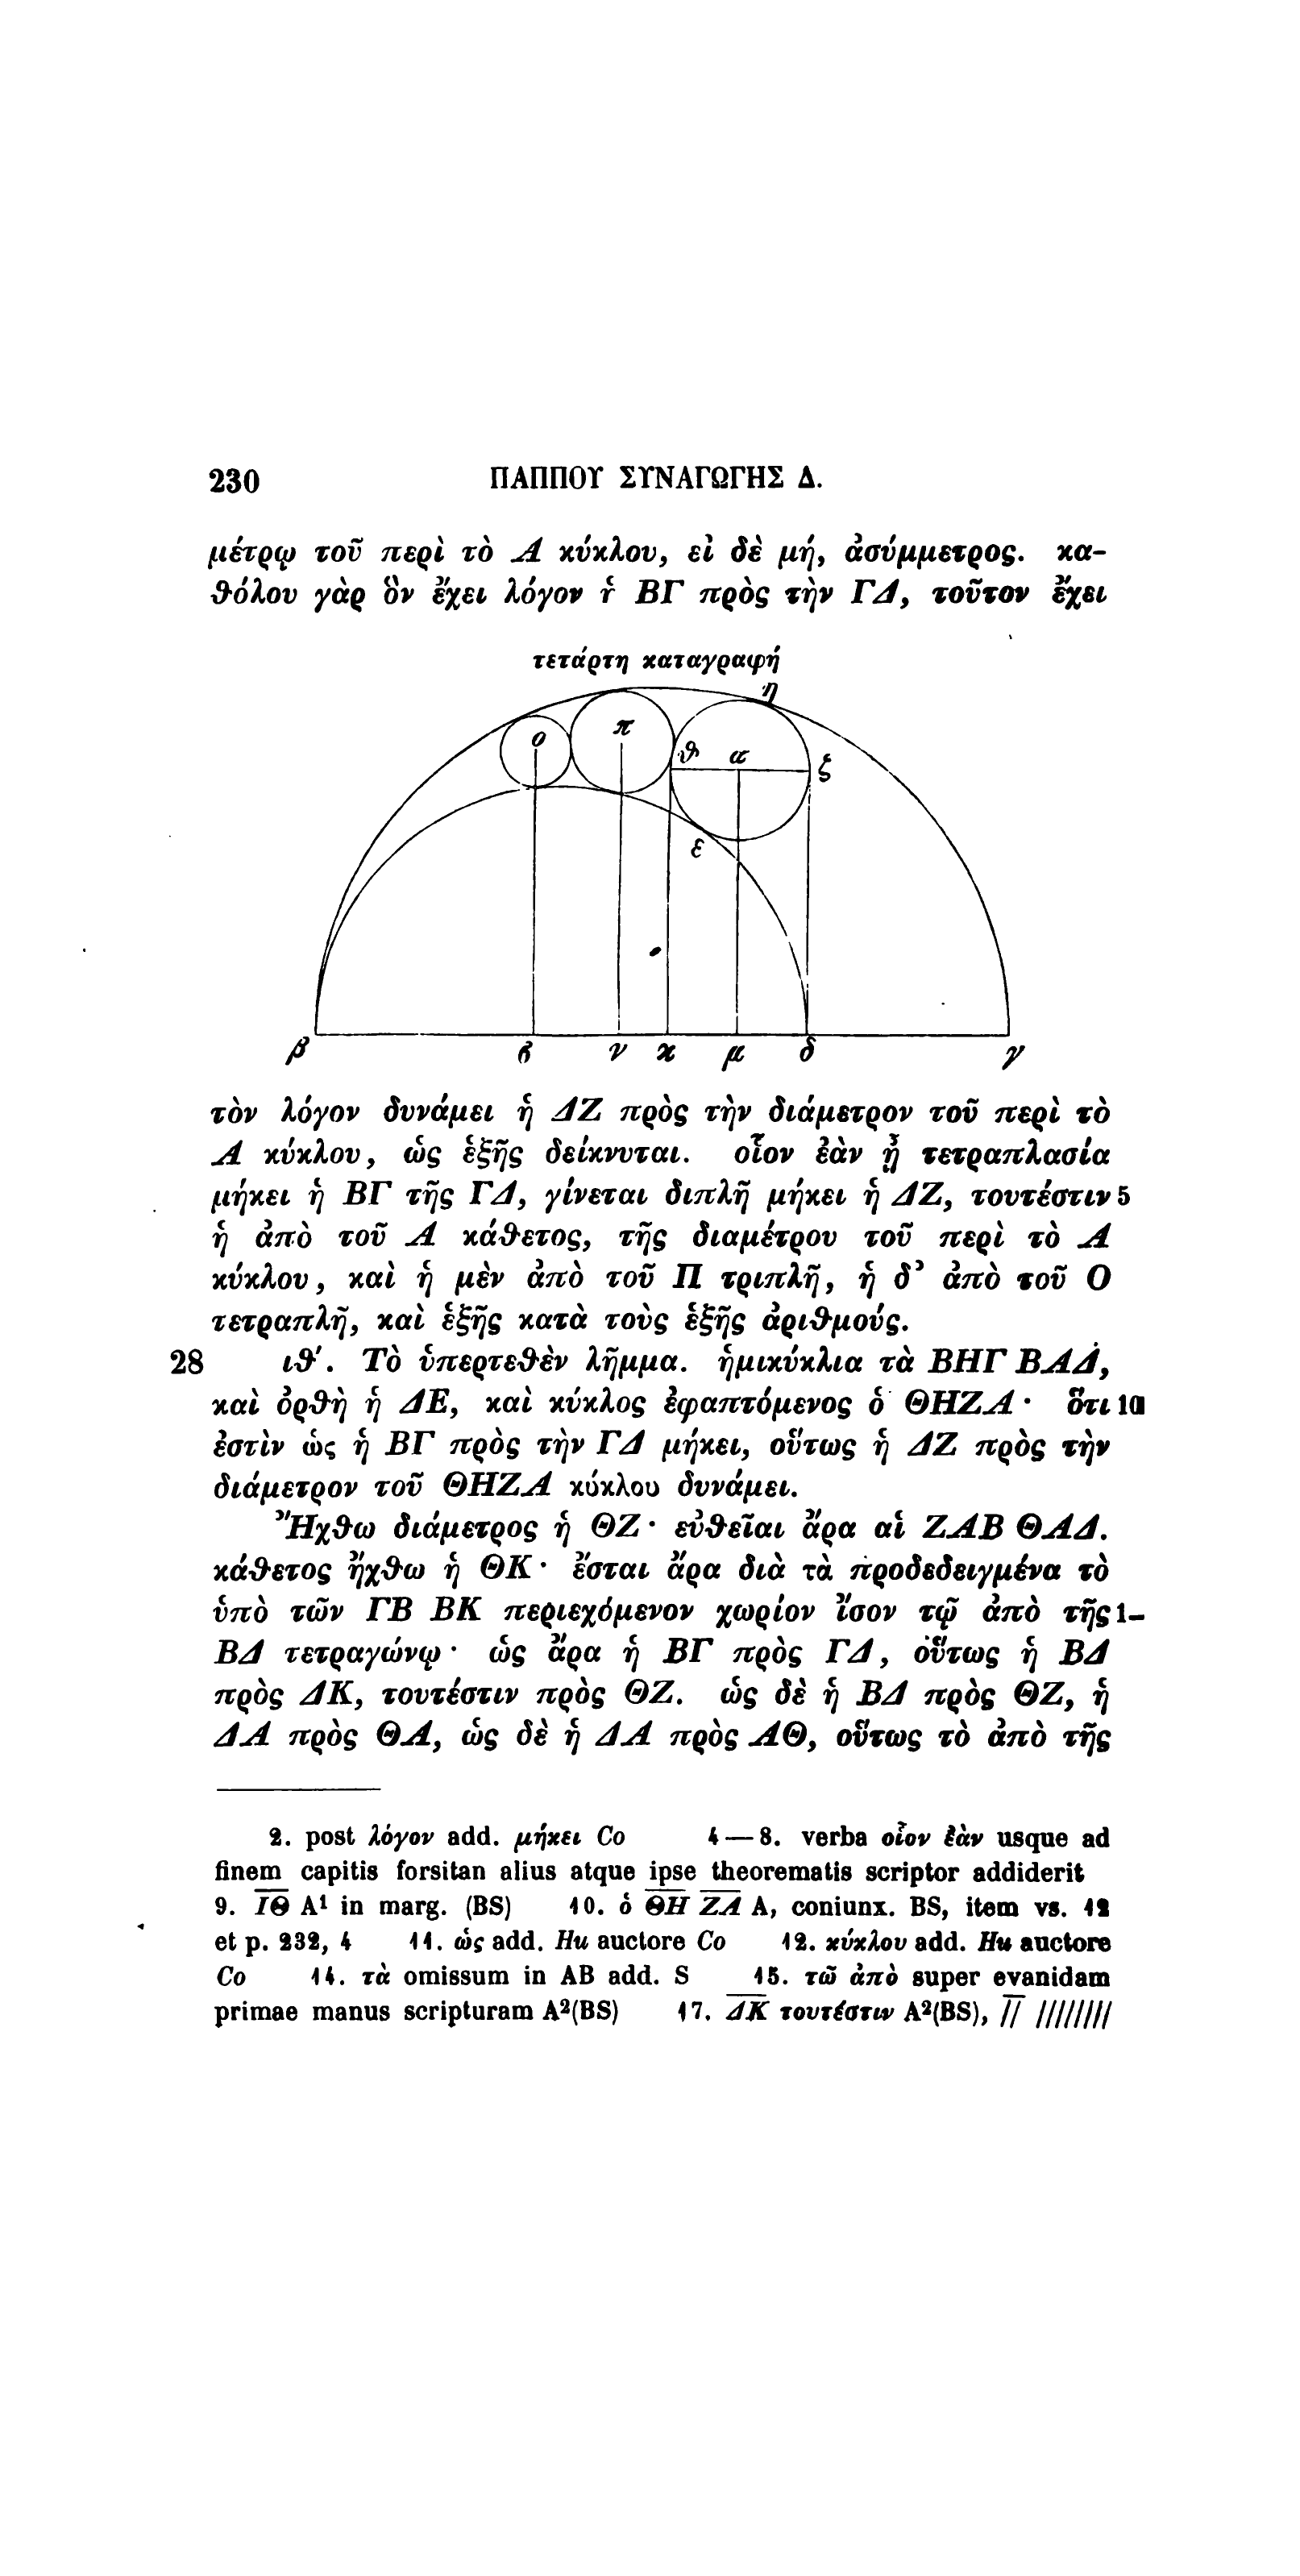 230 ΠΑΠΠΟΥ ΣΥΝΑΓΩΓΗΣ Δ.
μέτρῳ τοῦ περὶ τὸ Α κύκλου, εἰ δὲ μή, ἀσύμμετρος. κα-
θόλου γὰρ ὃν ἔχει λόγον ἡ ΒΓ πρὸς τὴν ΓΔ, τοῦτον ἔχει
τετάρτη καταγραφή
η
ο π θ α ζ
ε
β ϐ ν κ μ δ γ
τὸν λόγον δυνάμει ἡ ΔΖ πρὸς τὴν διάμετρον τοῦ περὶ τὸ
Α κύκλου, ὡς ἑξῆς δείκνυται. οἷον ἐὰν ᾖ τετραπλασία
μήκει ἡ ΒΓ τῆς ΓΔ, γίνεται διπλῆ μήκει ἡ ΔΖ, τουτέστιν 5
ἡ ἀπὸ τοῦ Α κάθετος, τῆς διαμέτρου τοῦ περὶ τὸ Α
κύκλου, καὶ ἡ μὲν ἀπὸ τοῦ Π τριπλῆ, ἡ δ' ἀπὸ τοῦ Ο
τετραπλῆ, καὶ ἑξῆς κατὰ τοὺς ἑξῆς ἀριθμούς.
28 ιθ'. Τὸ ὑπερτεθὲν λῆμμα. ἡμικύκλια τὰ ΒΗΓ ΒΑΔ,
καὶ ὀρθὴ ἡ ΔΕ, καὶ κύκλος ἐφαπτόμενος ὁ ΘΗΖΑ · ὅτι 10
ἐστὶν ὡς ἡ ΒΓ πρὸς τὴν ΓΔ μήκει, οὕτως ἡ ΔΖ πρὸς τὴν
διάμετρον τοῦ ΘΗΖΑ κύκλου δυνάμει.
Ἤχθω διάμετρος ἡ ΘΖ · εὐθεῖαι ἄρα αἱ ΖΑΒ ΘΑΔ.
κάθετος ἤχθω ἡ ΘΚ · ἔσται ἄρα διὰ τὰ προδεδειγμένα τὸ
ὑπὸ τῶν ΓΒ ΒΚ περιεχόμενον χωρίον ἴσον τῷ ἀπὸ τῆς
ΒΔ τετραγώνῳ · ὡς ἄρα ἡ ΒΓ πρὸς ΓΔ, οὕτως ἡ ΒΔ
πρὸς ΔΚ, τουτέστιν πρὸς ΘΖ. ὡς δὲ ἡ ΒΔ πρὸς ΘΖ, ἡ
ΔΑ πρὸς ΘΑ, ὡς δὲ ἡ ΔΑ πρὸς ΑΘ, οὕτως τὸ ἀπὸ τῆς
2. post λόγον add. μήκει Co 4—8. verba οἷον ἐὰν usque ad
finem capitis forsitan alius atque ipse theorematis scriptor addiderit
9. ΙΘ A¹ in marg. (BS) 10. ὁ ΘΗ ΖΑ A, coniunx. BS, item vs. 12
et p. 232, 4 11. ὡς add. Hu auctore Co 12. κύκλου add. Hu auctore
Co 14. τὰ omissum in AB add. S 15. τῶ ἀπὸ super evanidam
primae manus scripturam A²(BS) 17. ΔΚ τουτέστιν A²(BS),